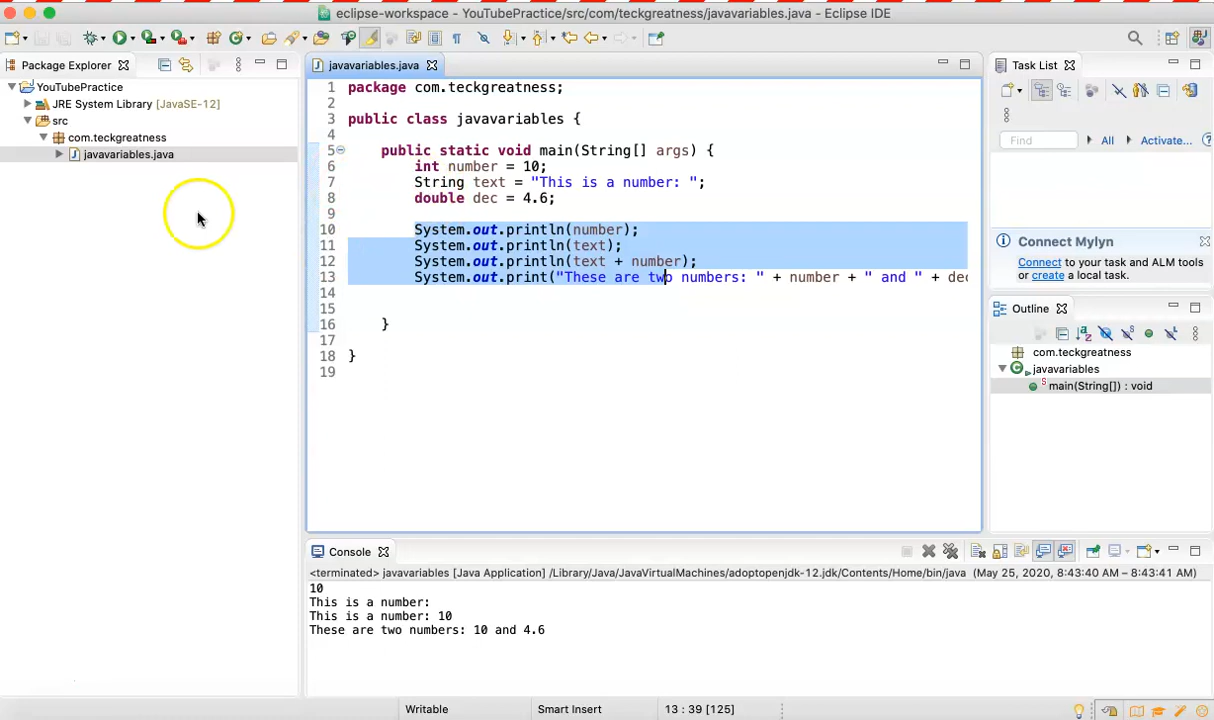 eclipse-workspace - YouTubePractice/src/com/teckgreatness/javavariables.java - Eclipse IDE
Package Explorer
YouTubePractice
JRE System Library [JavaSE-12]
src
com.teckgreatness
javavariables.java
javavariables.java
1 package com.teckgreatness;
2
3 public class javavariables {
4
5 public static void main(String[] args) {
6 int number = 10;
7 String text = "This is a number: ";
8 double dec = 4.6;
9
10 System.out.println(number);
11 System.out.println(text);
12 System.out.println(text + number);
13 System.out.print("These are two numbers: " + number + " and " + dec
14
15
16 }
17
18 }
19
Task List
Find
All
Activate...
Connect Mylyn
Connect to your task and ALM tools
or create a local task.
Outline
com.teckgreatness
javavariables
main(String[]) : void
Console
<terminated> javavariables [Java Application] /Library/Java/JavaVirtualMachines/adoptopenjdk-12.jdk/Contents/Home/bin/java (May 25, 2020, 8:43:40 AM – 8:43:41 AM)
10
This is a number:
This is a number: 10
These are two numbers: 10 and 4.6
Writable
Smart Insert
13 : 39 [125]